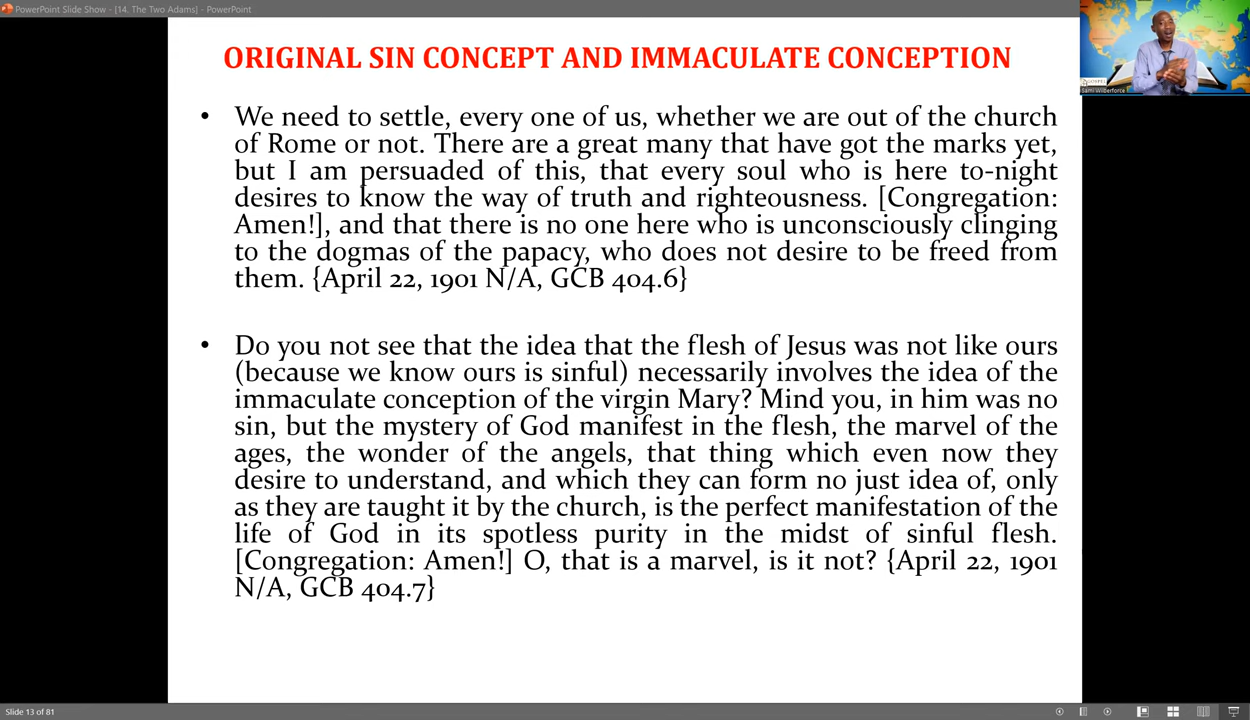 PowerPoint Slide Show - [14. The Two Adams] - PowerPoint
ORIGINAL SIN CONCEPT AND IMMACULATE CONCEPTION
• We need to settle, every one of us, whether we are out of the church
of Rome or not. There are a great many that have got the marks yet,
but I am persuaded of this, that every soul who is here to-night
desires to know the way of truth and righteousness. [Congregation:
Amen!], and that there is no one here who is unconsciously clinging
to the dogmas of the papacy, who does not desire to be freed from
them. {April 22, 1901 N/A, GCB 404.6}
• Do you not see that the idea that the flesh of Jesus was not like ours
(because we know ours is sinful) necessarily involves the idea of the
immaculate conception of the virgin Mary? Mind you, in him was no
sin, but the mystery of God manifest in the flesh, the marvel of the
ages, the wonder of the angels, that thing which even now they
desire to understand, and which they can form no just idea of, only
as they are taught it by the church, is the perfect manifestation of the
life of God in its spotless purity in the midst of sinful flesh.
[Congregation: Amen!] O, that is a marvel, is it not? {April 22, 1901
N/A, GCB 404.7}
Sami Wilberforce
Slide 13 of 81